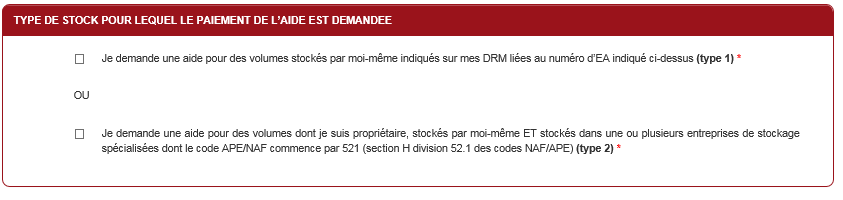 TYPE DE STOCK POUR LEQUEL LE PAIEMENT DE L'AIDE EST DEMANDEE
Je demande une aide pour des volumes stockés par moi-même indiqués sur mes DRM liées au numéro d'EA indiqué ci-dessus (type 1) *
OU
Je demande une aide pour des volumes dont je suis propriétaire, stockés par moi-même ET stockés dans une ou plusieurs entreprises de stockage
spécialisées dont le code APE/NAF commence par 521 (section H division 52.1 des codes NAF/APE) (type 2) *